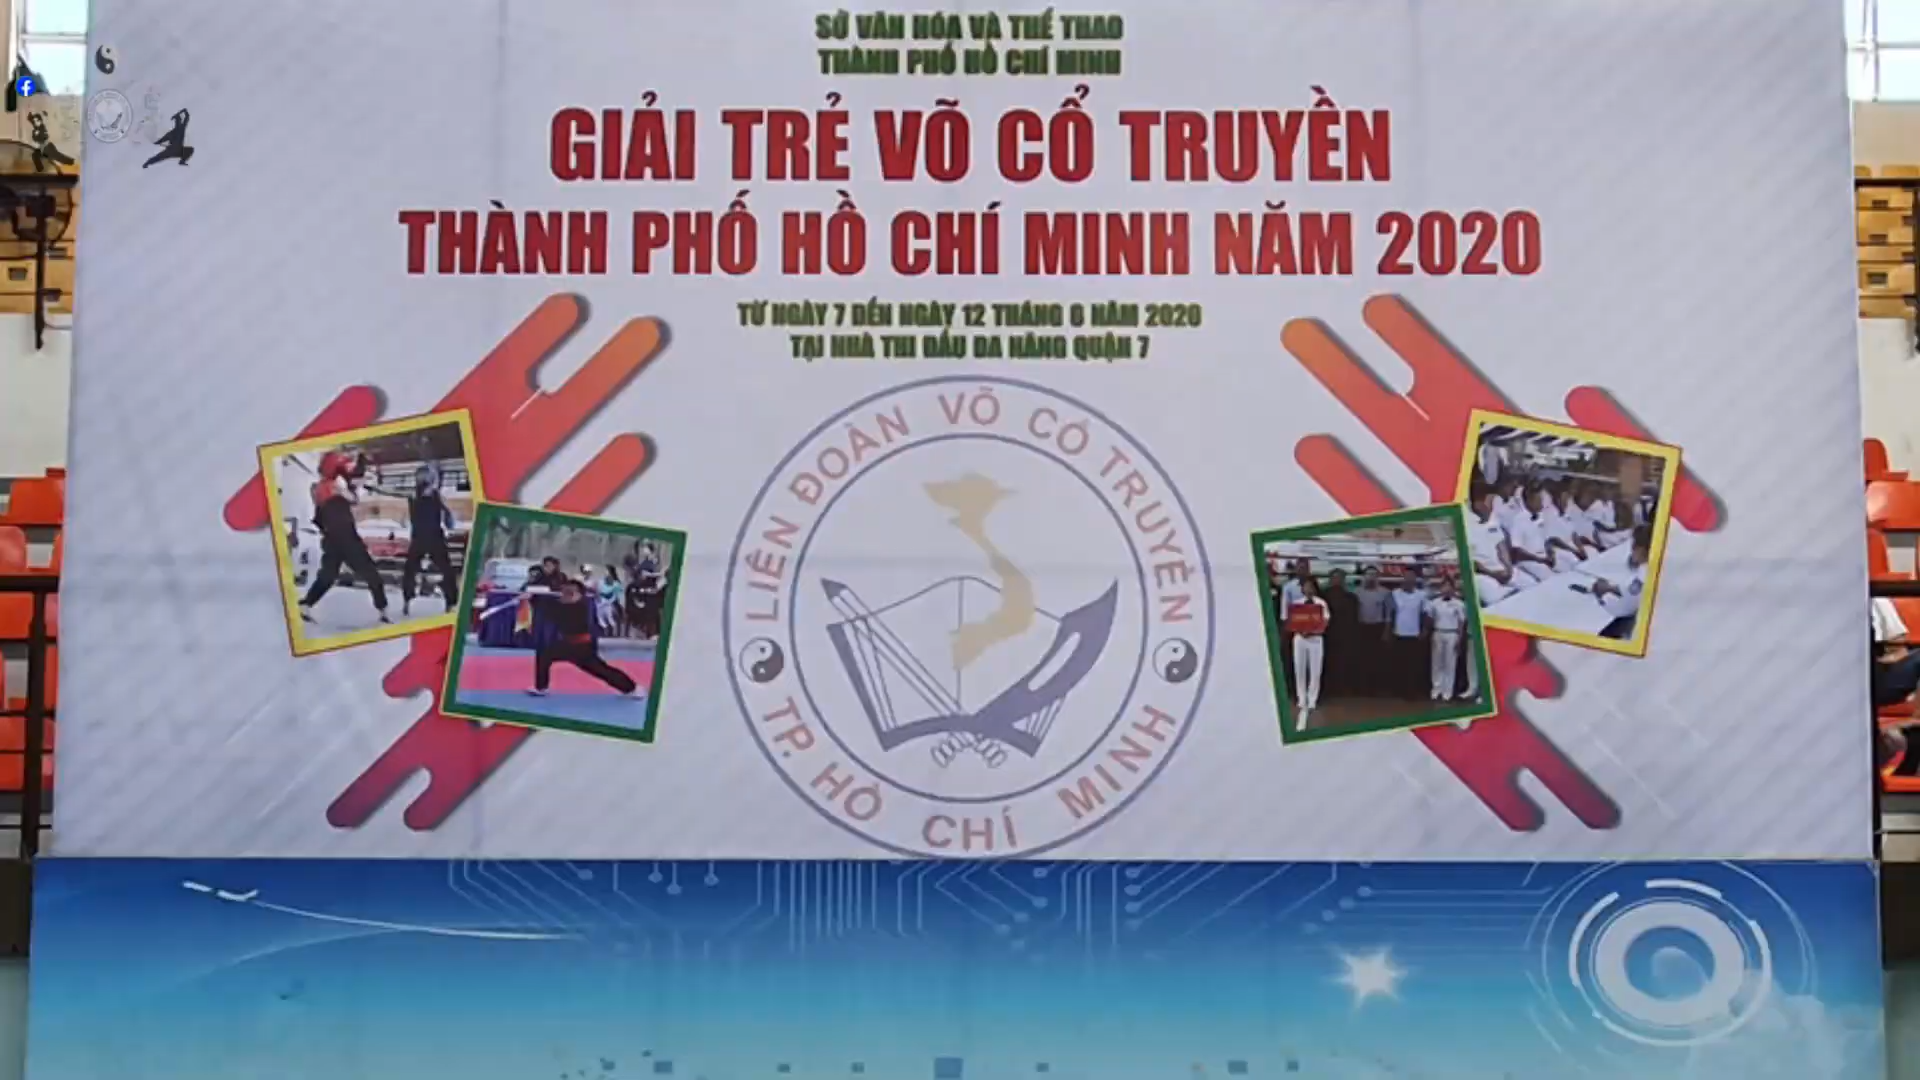 SỞ VĂN HÓA VÀ THỂ THAO
THÀNH PHỐ HỒ CHÍ MINH
GIẢI TRẺ VÕ CỔ TRUYỀN
THÀNH PHỐ HỒ CHÍ MINH NĂM 2020
TỪ NGÀY 7 ĐẾN NGÀY 12 THÁNG 6 NĂM 2020
TẠI NHÀ THI ĐẤU ĐA NĂNG QUẬN 7
LIÊN ĐOÀN VÕ CỔ TRUYỀN
TP. HỒ CHÍ MINH